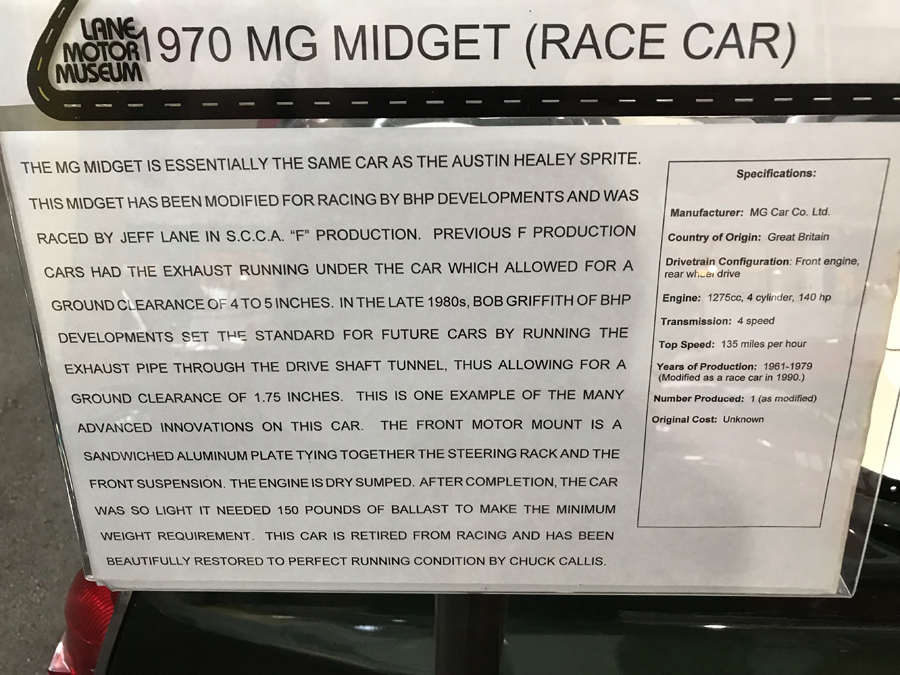 LANE
MOTOR
MUSEUM
1970 MG MIDGET (RACE CAR)
THE MG MIDGET IS ESSENTIALLY THE SAME CAR AS THE AUSTIN HEALEY SPRITE.
THIS MIDGET HAS BEEN MODIFIED FOR RACING BY BHP DEVELOPMENTS AND WAS
RACED BY JEFF LANE IN S.C.C.A. "F" PRODUCTION. PREVIOUS F PRODUCTION
CARS HAD THE EXHAUST RUNNING UNDER THE CAR WHICH ALLOWED FOR A
GROUND CLEARANCE OF 4 TO 5 INCHES. IN THE LATE 1980s, BOB GRIFFITH OF BHP
DEVELOPMENTS SET THE STANDARD FOR FUTURE CARS BY RUNNING THE
EXHAUST PIPE THROUGH THE DRIVE SHAFT TUNNEL, THUS ALLOWING FOR A
GROUND CLEARANCE OF 1.75 INCHES. THIS IS ONE EXAMPLE OF THE MANY
ADVANCED INNOVATIONS ON THIS CAR. THE FRONT MOTOR MOUNT IS A
SANDWICHED ALUMINUM PLATE TYING TOGETHER THE STEERING RACK AND THE
FRONT SUSPENSION. THE ENGINE IS DRY SUMPED. AFTER COMPLETION, THE CAR
WAS SO LIGHT IT NEEDED 150 POUNDS OF BALLAST TO MAKE THE MINIMUM
WEIGHT REQUIREMENT. THIS CAR IS RETIRED FROM RACING AND HAS BEEN
BEAUTIFULLY RESTORED TO PERFECT RUNNING CONDITION BY CHUCK CALLIS.
Specifications:
Manufacturer: MG Car Co. Ltd.
Country of Origin: Great Britain
Drivetrain Configuration: Front engine,
rear wheel drive
Engine: 1275cc, 4 cylinder, 140 hp
Transmission: 4 speed
Top Speed: 135 miles per hour
Years of Production: 1961-1979
(Modified as a race car in 1990.)
Number Produced: 1 (as modified)
Original Cost: Unknown